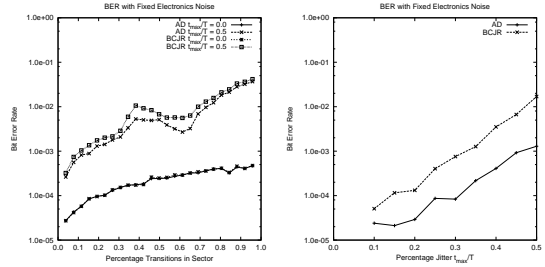 BER with Fixed Electronics Noise
1.0e+00
1.0e-01
1.0e-02
1.0e-03
1.0e-04
1.0e-05
Bit Error Rate
AD tmax/T = 0.0
AD tmax/T = 0.5
BCJR tmax/T = 0.0
BCJR tmax/T = 0.5
0.0 0.1 0.2 0.3 0.4 0.5 0.6 0.7 0.8 0.9 1.0
Percentage Transitions in Sector
BER with Fixed Electronics Noise
1.0e+00
1.0e-01
1.0e-02
1.0e-03
1.0e-04
1.0e-05
Bit Error Rate
AD
BCJR
0.0 0.1 0.2 0.3 0.4 0.5
Percentage Jitter tmax/T